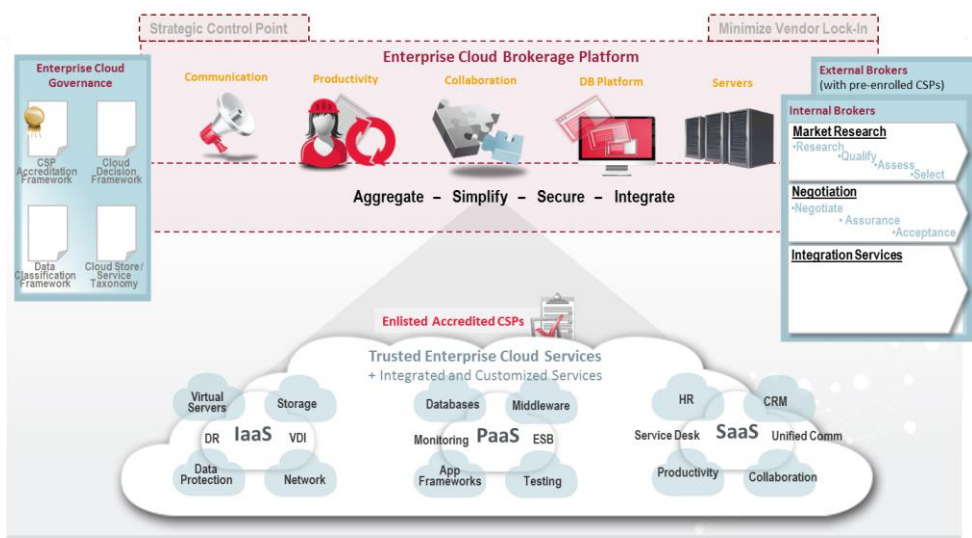 Strategic Control Point
Minimize Vendor Lock-In
Enterprise Cloud Brokerage Platform
Communication
Productivity
Collaboration
DB Platform
Servers
Aggregate – Simplify – Secure – Integrate
Enterprise Cloud
Governance
CSP
Accreditation
Framework
Cloud
Decision
Framework
Data
Classification
Framework
Cloud Store /
Service
Taxonomy
External Brokers
(with pre-enrolled CSPs)
Internal Brokers
Market Research
•Research
•Qualify
•Assess
•Select
Negotiation
•Negotiate
• Assurance
•Acceptance
Integration Services
Enlisted Accredited CSPs
Trusted Enterprise Cloud Services
+ Integrated and Customized Services
Virtual
Servers
Storage
DR
IaaS
VDI
Data
Protection
Network
Databases
Middleware
Monitoring
PaaS
ESB
App
Frameworks
Testing
HR
CRM
Service Desk
SaaS
Unified Comm
Productivity
Collaboration